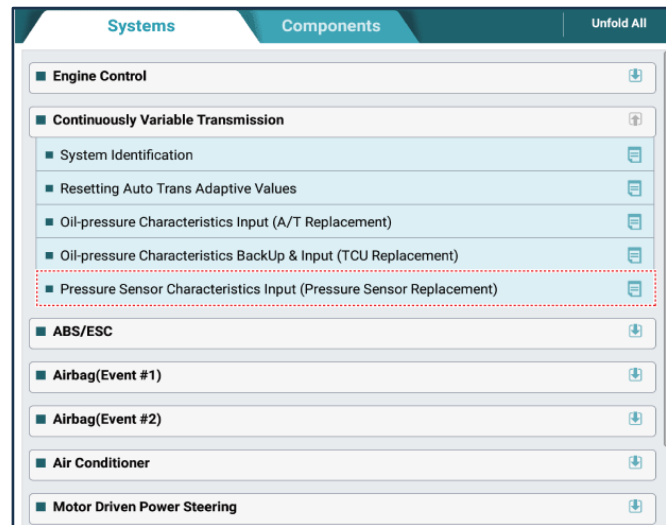 Systems
Components
Unfold All
Engine Control
Continuously Variable Transmission
System Identification
Resetting Auto Trans Adaptive Values
Oil-pressure Characteristics Input (A/T Replacement)
Oil-pressure Characteristics BackUp & Input (TCU Replacement)
Pressure Sensor Characteristics Input (Pressure Sensor Replacement)
ABS/ESC
Airbag(Event #1)
Airbag(Event #2)
Air Conditioner
Motor Driven Power Steering